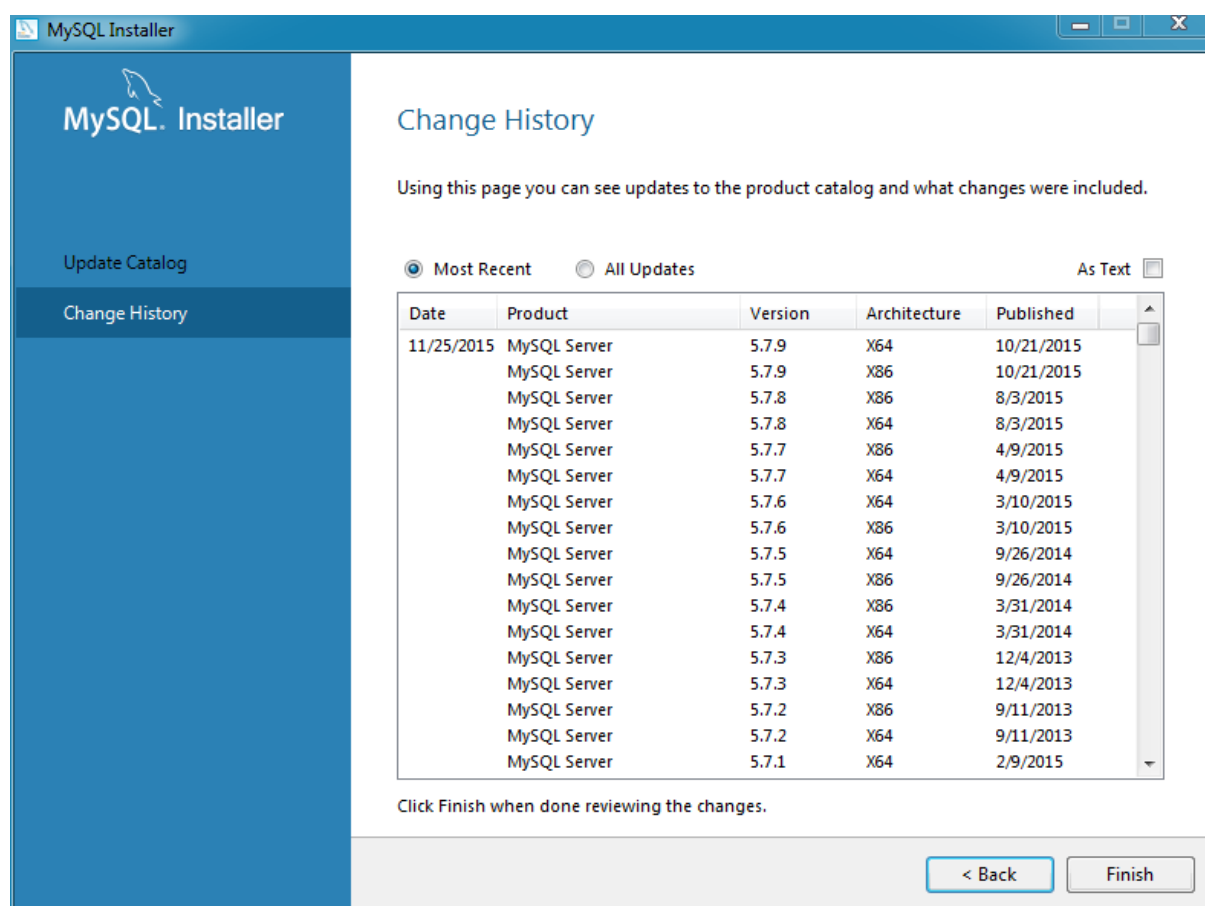 MySQL Installer
MySQL. Installer
Update Catalog
Change History
Change History
Using this page you can see updates to the product catalog and what changes were included.
Most Recent All Updates As Text
Date Product Version Architecture Published
11/25/2015 MySQL Server 5.7.9 X64 10/21/2015
MySQL Server 5.7.9 X86 10/21/2015
MySQL Server 5.7.8 X86 8/3/2015
MySQL Server 5.7.8 X64 8/3/2015
MySQL Server 5.7.7 X86 4/9/2015
MySQL Server 5.7.7 X64 4/9/2015
MySQL Server 5.7.6 X64 3/10/2015
MySQL Server 5.7.6 X86 3/10/2015
MySQL Server 5.7.5 X64 9/26/2014
MySQL Server 5.7.5 X86 9/26/2014
MySQL Server 5.7.4 X86 3/31/2014
MySQL Server 5.7.4 X64 3/31/2014
MySQL Server 5.7.3 X86 12/4/2013
MySQL Server 5.7.3 X64 12/4/2013
MySQL Server 5.7.2 X86 9/11/2013
MySQL Server 5.7.2 X64 9/11/2013
MySQL Server 5.7.1 X64 2/9/2015
Click Finish when done reviewing the changes.
< Back Finish